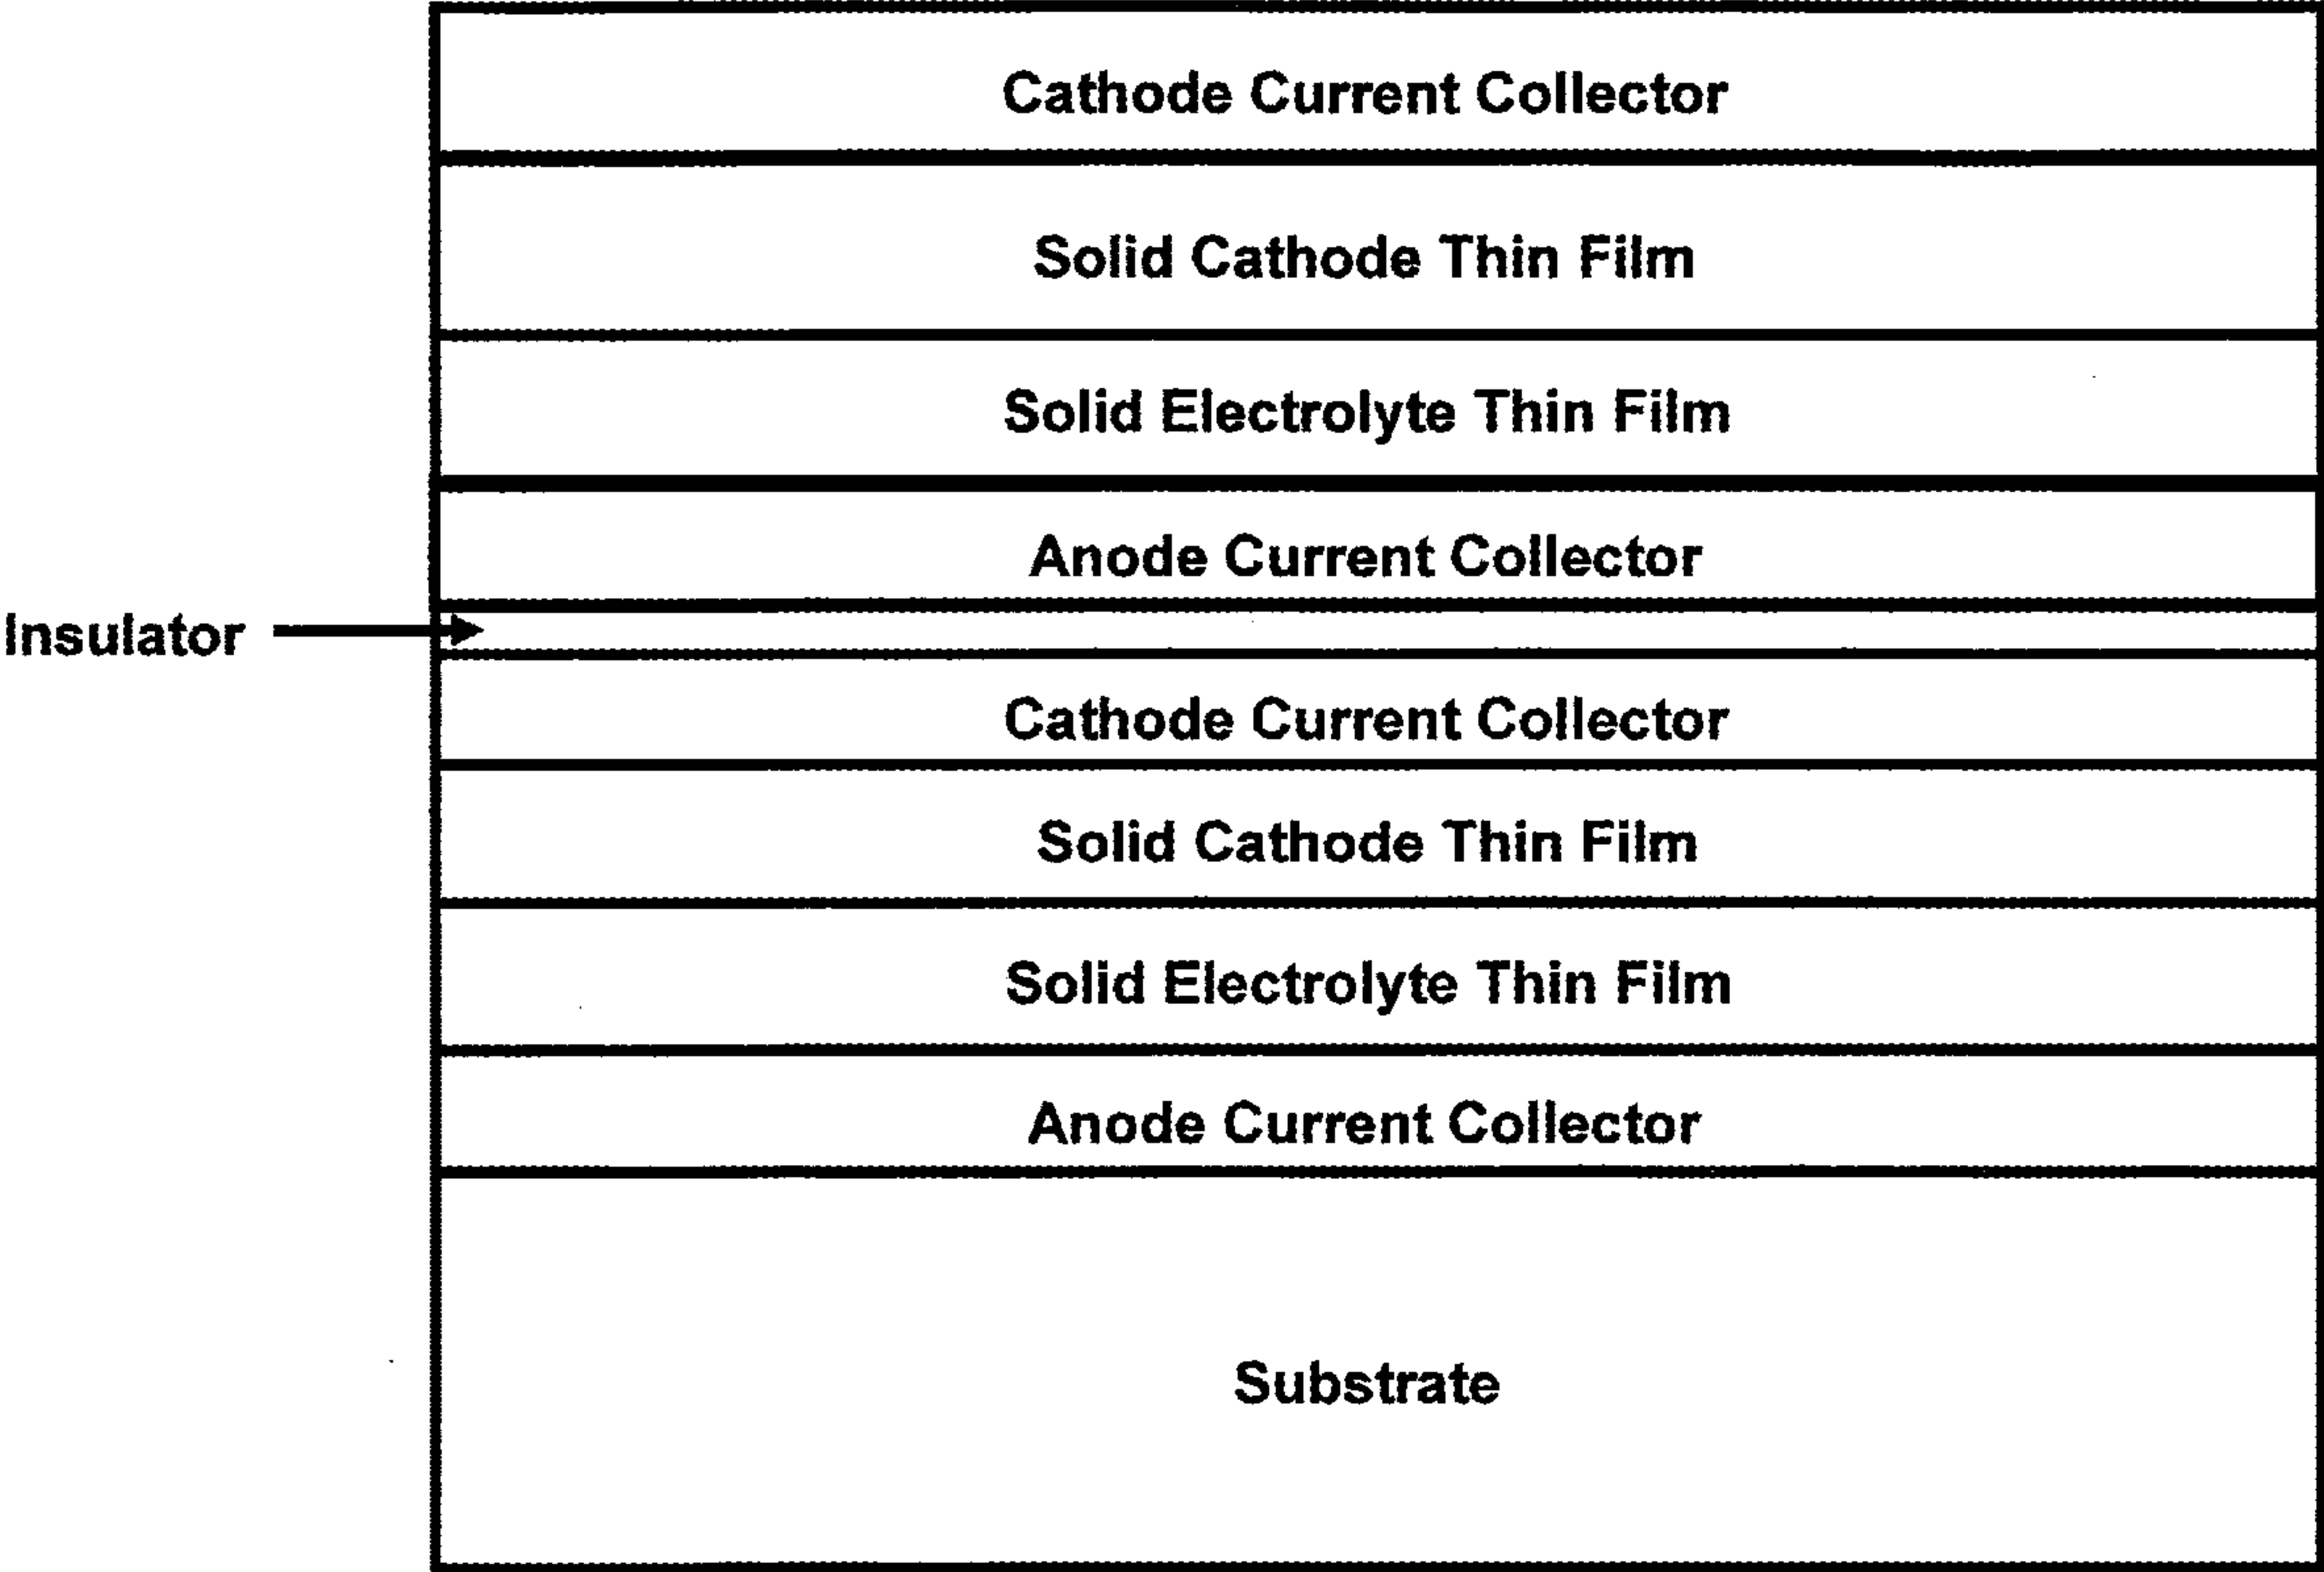 Cathode Current Collector
Solid Cathode Thin Film
Solid Electrolyte Thin Film
Anode Current Collector
Insulator
Cathode Current Collector
Solid Cathode Thin Film
Solid Electrolyte Thin Film
Anode Current Collector
Substrate